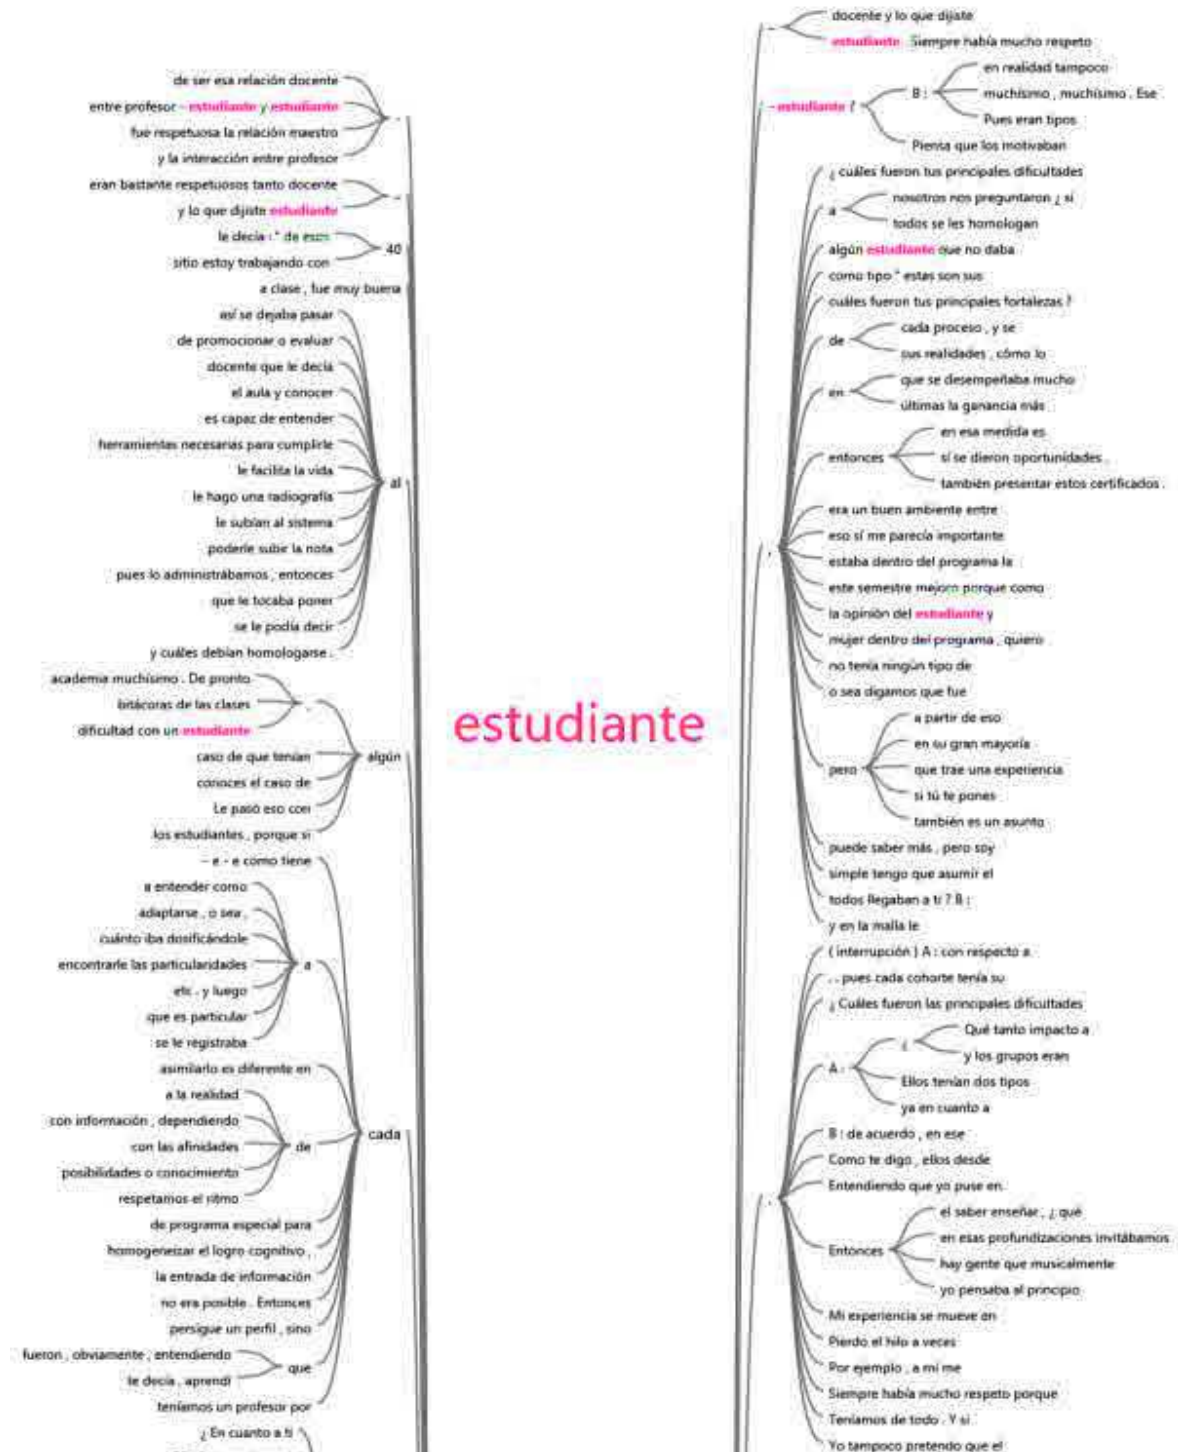 de ser esa relación docente
entre profesor - estudiante y estudiante
fue respetuosa la relación maestro
y la interacción entre profesor
-
eran bastante respetuosos tanto docente
y lo que dijiste estudiante
le decía : " de esos
sitio estoy trabajando con
40
a clase , fue muy buena
así se dejaba pasar
de promocionar o evaluar
docente que le decía
el aula y conocer
es capaz de entender
herramientas necesarias para cumplirle
le facilita la vida
le hago una radiografía
le subían al sistema
poderle subir la nota
pues lo administrábamos , entonces
que le tocaba poner
se le podía decir
y cuáles debían homologarse .
al
academia muchísimo . De pronto
bitácoras de las clases
dificultad con un estudiante
caso de que tenían
conoces el caso de
Le pasó eso con
los estudiantes , porque si
algún
- e - e como tiene
a entender como
adaptarse , o sea ,
cuánto iba dosificándole
encontrarle las particularidades
etc . y luego
que es particular
se le registraba
a
asimilarlo es diferente en
a la realidad
con información , dependiendo
con las afinidades
posibilidades o conocimiento
respetamos el ritmo
de
cada
de programa especial para
homogeneizar el logro cognitivo ,
la entrada de información
no era posible . Entonces
persigue un perfil , sino
fueron , obviamente , entendiendo
le decía , aprendí
que
teníamos un profesor por
¿ En cuanto a ti
estudiante
docente y lo que dijiste
estudiante . Siempre había mucho respeto
- estudiante ?
B :
en realidad tampoco
muchísimo , muchísimo . Ese
Pues eran tipos
Piensa que los motivaban
,
¿ cuáles fueron tus principales dificultades
a
nosotros nos preguntaron ¿ si
todos se les homologan
algún estudiante que no daba
como tipo " estas son sus
cuáles fueron tus principales fortalezas ?
de
cada proceso , y se
sus realidades , cómo lo
en
que se desempeñaba mucho
últimas la ganancia más
entonces
en esa medida es
sí se dieron oportunidades ,
también presentar estos certificados .
era un buen ambiente entre
eso sí me parecía importante
estaba dentro del programa la
este semestre mejoro porque como
la opinión del estudiante y
mujer dentro del programa , quiero
no tenía ningún tipo de
o sea digamos que fue
pero
a partir de eso
en su gran mayoría
que trae una experiencia
si tú te pones
también es un asunto
puede saber más , pero soy
simple tengo que asumir el
todos llegaban a ti ? B :
y en la malla le
.
( interrupción ) A : con respecto a
. . pues cada cohorte tenía su
¿ Cuáles fueron las principales dificultades
A :
¿
Qué tanto impacto a
y los grupos eran
Ellos tenían dos tipos
ya en cuanto a
B : de acuerdo , en ese
Como te digo , ellos desde
Entendiendo que yo puse en
Entonces
el saber enseñar , ¿ qué
en esas profundizaciones invitábamos
hay gente que musicalmente
yo pensaba al principio
Mi experiencia se mueve en
Pierdo el hilo a veces
Por ejemplo , a mí me
Siempre había mucho respeto porque
Teníamos de todo . Y si
Yo tampoco pretendo que el